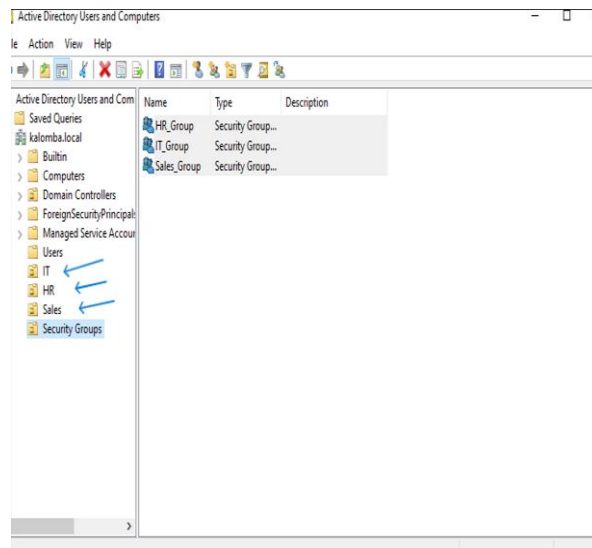 Active Directory Users and Computers
le Action View Help
Active Directory Users and Com
Name Type Description
Saved Queries
HR_Group Security Group...
kalomba.local
IT_Group Security Group...
Builtin
Sales_Group Security Group...
Computers
Domain Controllers
ForeignSecurityPrincipals
Managed Service Accour
Users
IT
HR
Sales
Security Groups